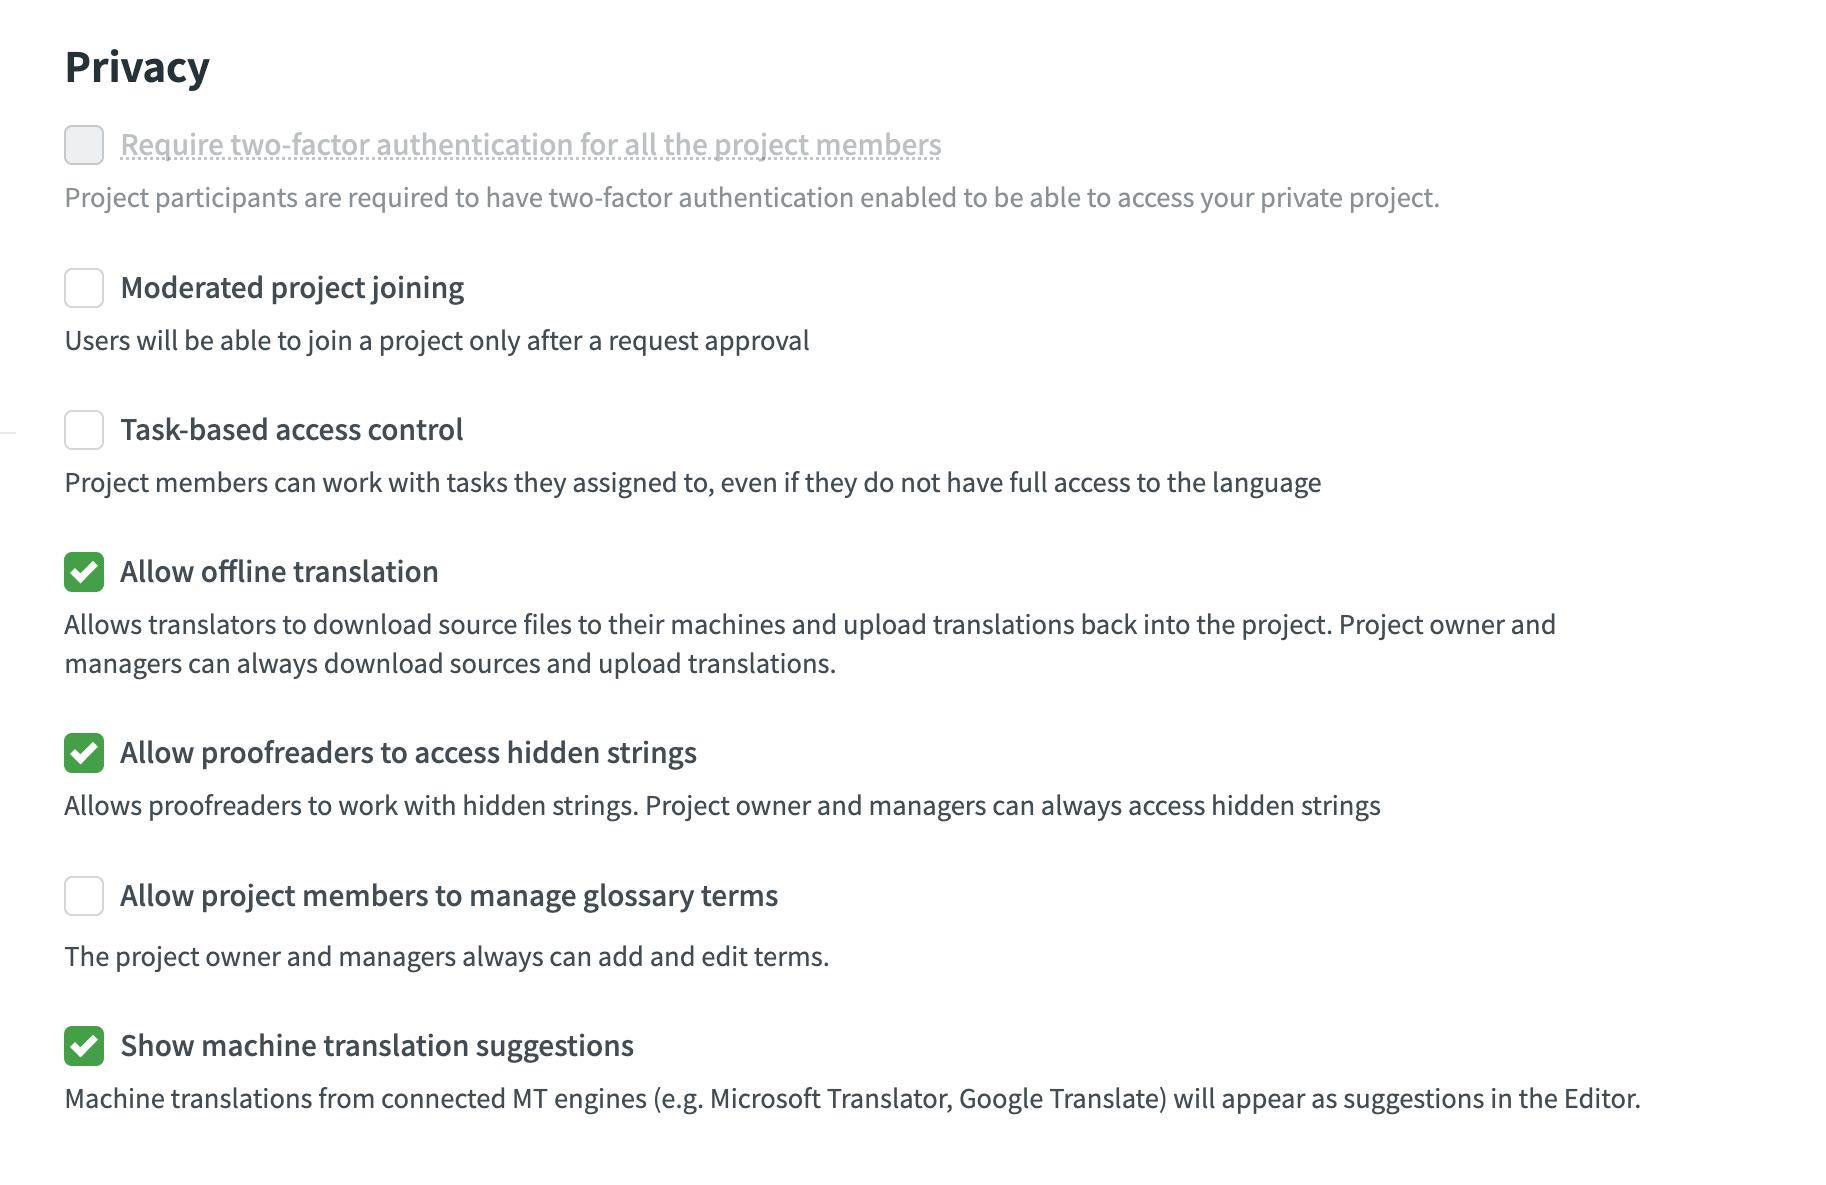 Privacy
Require two-factor authentication for all the project members
Project participants are required to have two-factor authentication enabled to be able to access your private project.
Moderated project joining
Users will be able to join a project only after a request approval
Task-based access control
Project members can work with tasks they assigned to, even if they do not have full access to the language
Allow offline translation
Allows translators to download source files to their machines and upload translations back into the project. Project owner and
managers can always download sources and upload translations.
Allow proofreaders to access hidden strings
Allows proofreaders to work with hidden strings. Project owner and managers can always access hidden strings
Allow project members to manage glossary terms
The project owner and managers always can add and edit terms.
Show machine translation suggestions
Machine translations from connected MT engines (e.g. Microsoft Translator, Google Translate) will appear as suggestions in the Editor.